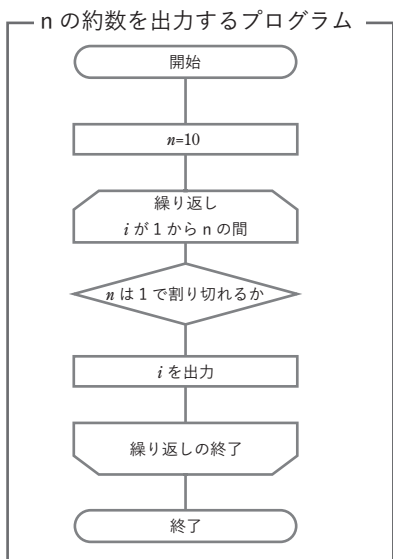 n の約数を出力するプログラム
開始
n=10
繰り返し
i が 1 から n の間
n は 1 で割り切れるか
i を出力
繰り返しの終了
終了